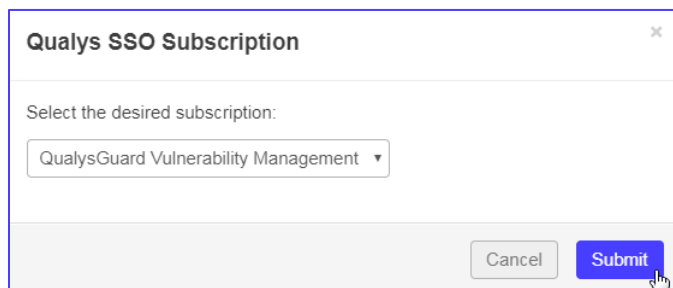 Qualys SSO Subscription
×
Select the desired subscription:
QualysGuard Vulnerability Management
Cancel
Submit